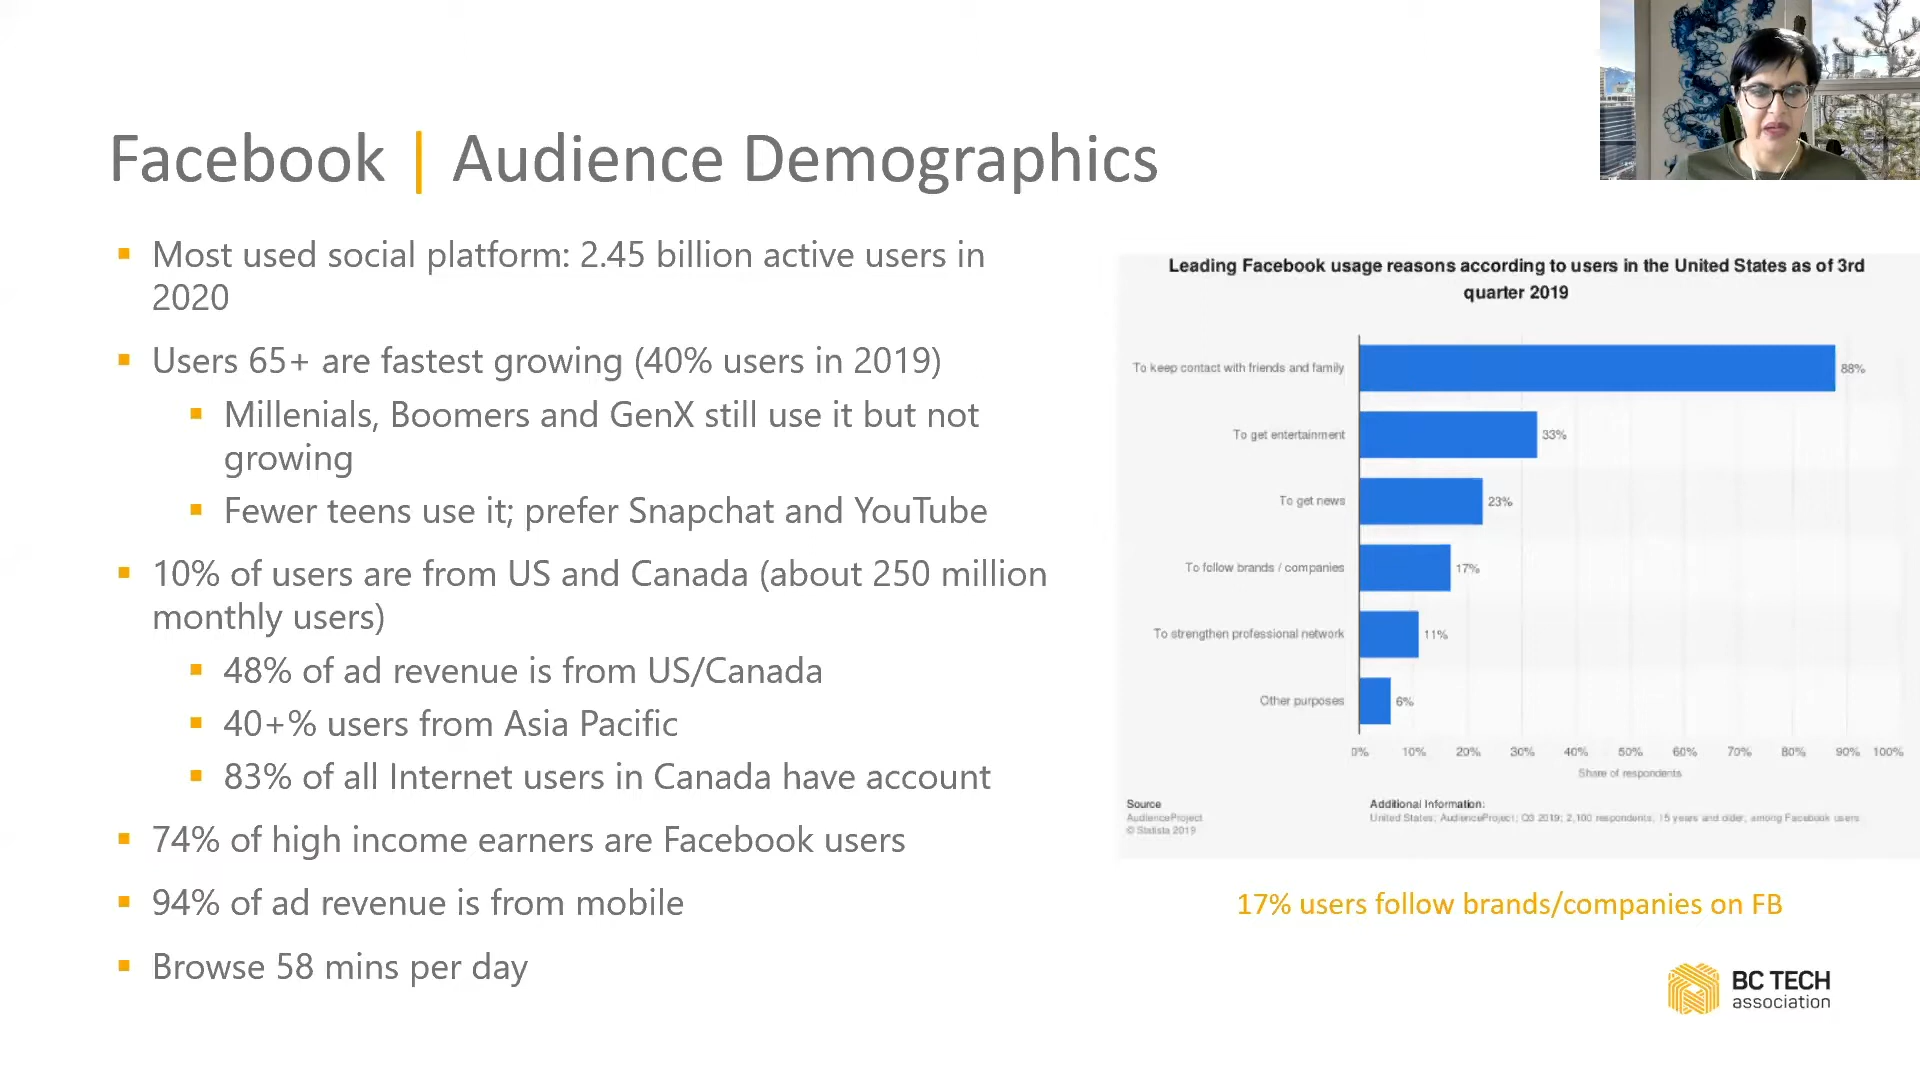 Facebook | Audience Demographics
Most used social platform: 2.45 billion active users in
2020
Users 65+ are fastest growing (40% users in 2019)
Millenials, Boomers and GenX still use it but not
growing
Fewer teens use it; prefer Snapchat and YouTube
10% of users are from US and Canada (about 250 million
monthly users)
48% of ad revenue is from US/Canada
40+% users from Asia Pacific
83% of all Internet users in Canada have account
74% of high income earners are Facebook users
94% of ad revenue is from mobile
Browse 58 mins per day
Leading Facebook usage reasons according to users in the United States as of 3rd
quarter 2019
To keep contact with friends and family 88%
To get entertainment 33%
To get news 23%
To follow brands / companies 17%
To strengthen professional network 11%
Other purposes 6%
0% 10% 20% 30% 40% 50% 60% 70% 80% 90% 100%
Share of respondents
Source
AudienceProject
© Statista 2019
Additional Information:
United States; AudienceProject; Q3 2019; 2,100 respondents; 15 years and older; among Facebook users
17% users follow brands/companies on FB
BC TECH
association